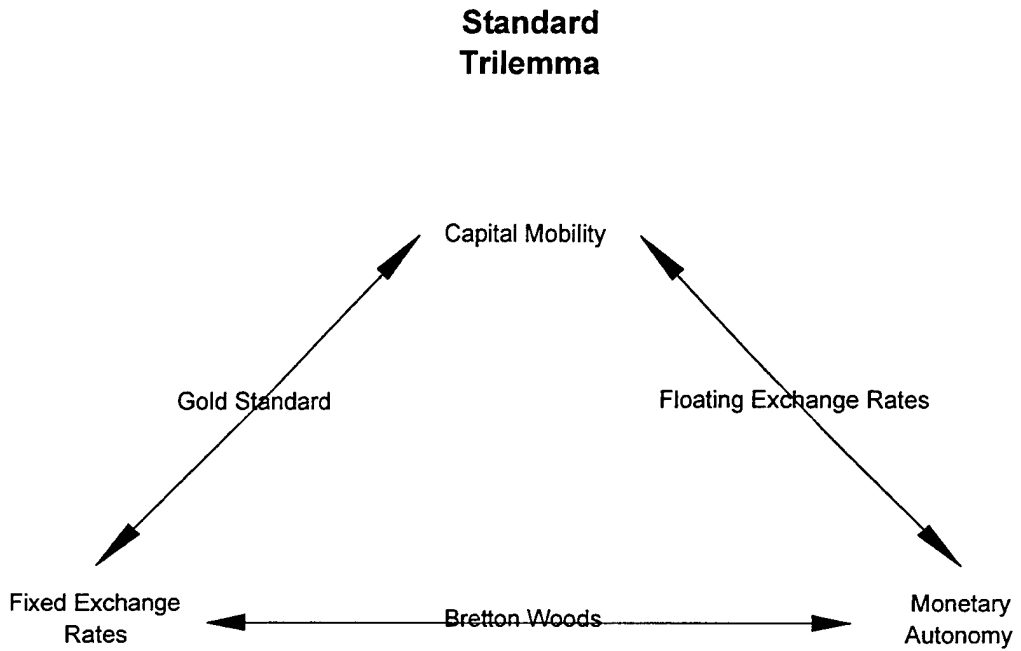 Standard
Trilemma
Capital Mobility
Gold Standard
Floating Exchange Rates
Fixed Exchange
Rates
Bretton Woods
Monetary
Autonomy